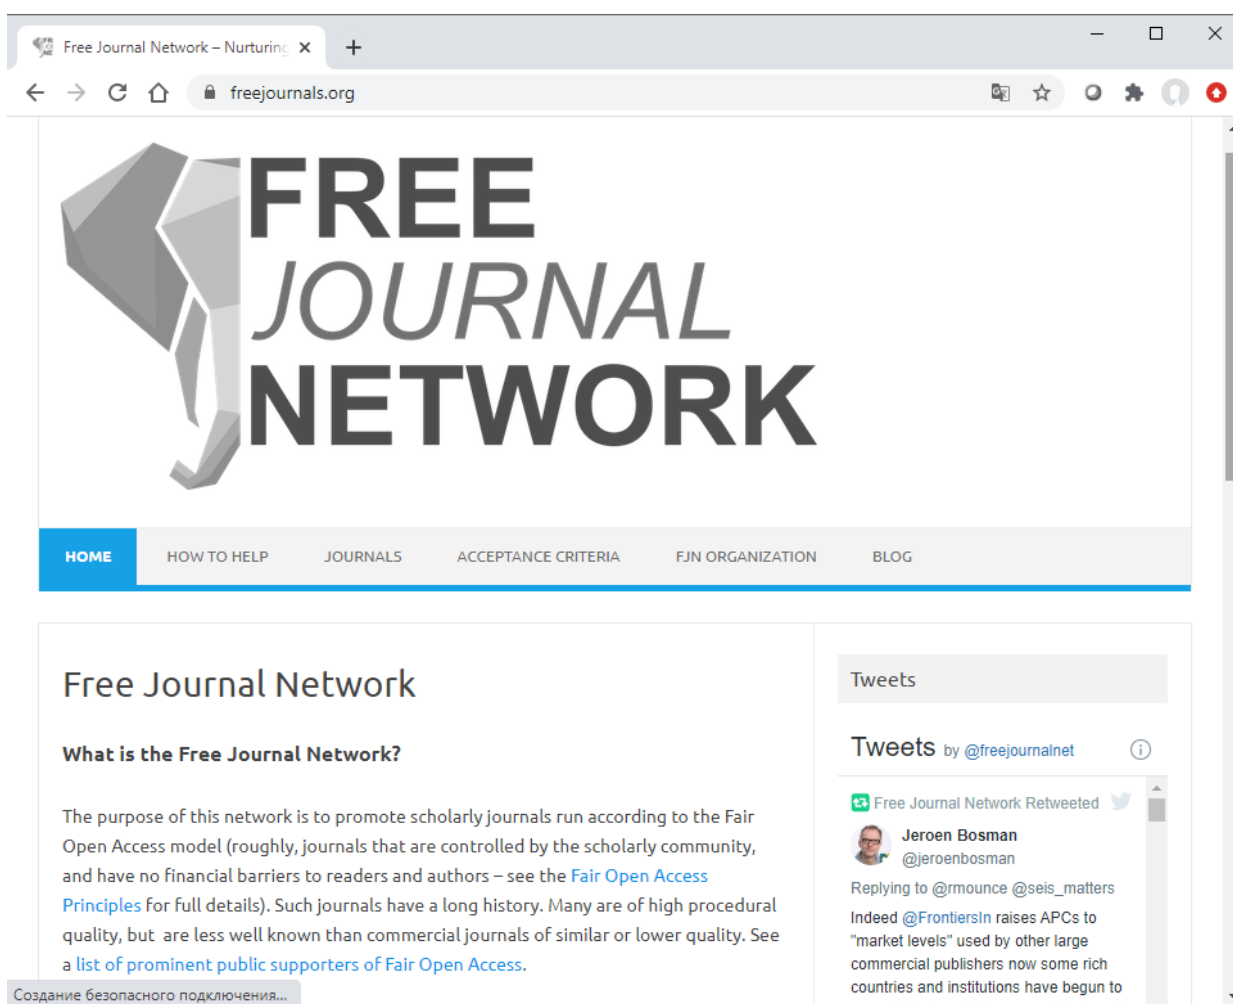 Free Journal Network – Nurturing
freejournals.org
FREE
JOURNAL
NETWORK
HOME HOW TO HELP JOURNALS ACCEPTANCE CRITERIA FJN ORGANIZATION BLOG
Free Journal Network
What is the Free Journal Network?
The purpose of this network is to promote scholarly journals run according to the Fair
Open Access model (roughly, journals that are controlled by the scholarly community,
and have no financial barriers to readers and authors – see the Fair Open Access
Principles for full details). Such journals have a long history. Many are of high procedural
quality, but are less well known than commercial journals of similar or lower quality. See
a list of prominent public supporters of Fair Open Access.
Tweets
Tweets by @freejournalnet
Free Journal Network Retweeted
Jeroen Bosman
@jeroenbosman
Replying to @rmounce @seis_matters
Indeed @FrontiersIn raises APCs to
"market levels" used by other large
commercial publishers now some rich
countries and institutions have begun to
Создание безопасного подключения...